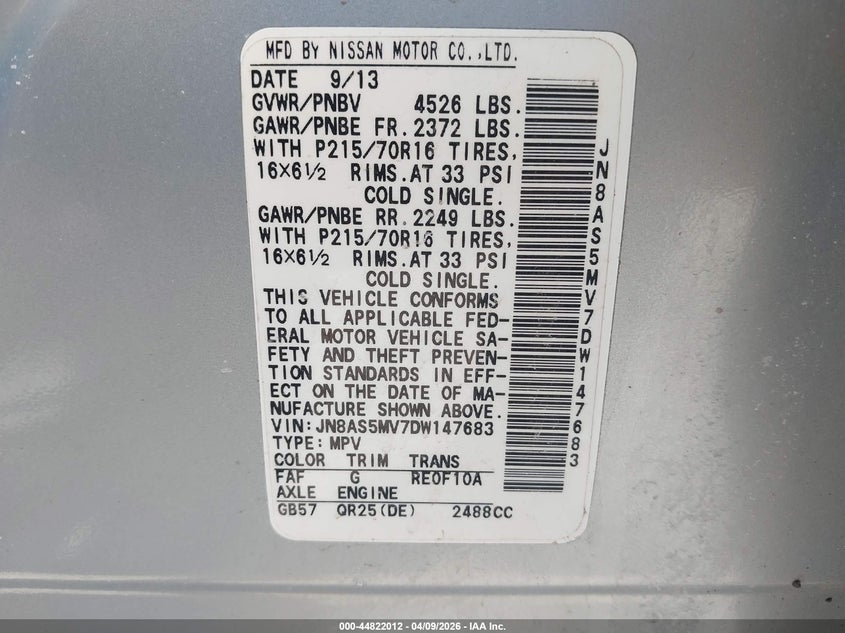 MFD BY NISSAN MOTOR CO.,LTD.
DATE 9/13
GVWR/PNBV 4526 LBS.
GAWR/PNBE FR. 2372 LBS.
WITH P215/70R16 TIRES,
16×6½ RIMS. AT 33 PSI
COLD SINGLE.
GAWR/PNBE RR. 2249 LBS.
WITH P215/70R16 TIRES,
16×6½ RIMS. AT 33 PSI
COLD SINGLE.
THIS VEHICLE CONFORMS
TO ALL APPLICABLE FED-
ERAL MOTOR VEHICLE SA-
FETY AND THEFT PREVEN-
TION STANDARDS IN EFF-
ECT ON THE DATE OF MA-
NUFACTURE SHOWN ABOVE.
VIN: JN8AS5MV7DW147683
TYPE: MPV
COLOR TRIM TRANS
FAF G RE0F10A
AXLE ENGINE
GB57 QR25(DE) 2488CC
JN8AS5MV7DW147683
000-44822012 - 04/09/2026 - IAA Inc.